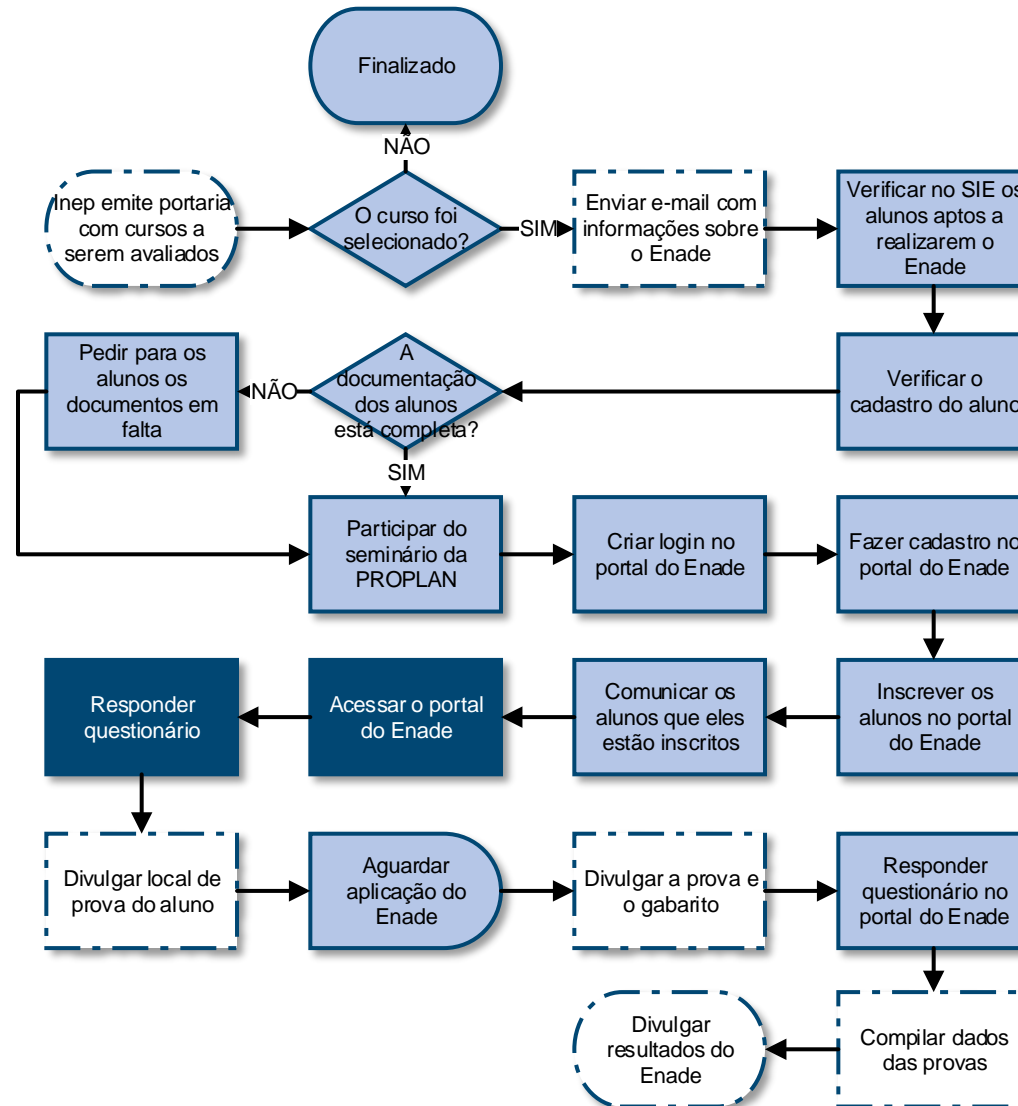 Finalizado
NÃO
Inep emite portaria
com cursos a
serem avaliados
O curso foi
selecionado?
SIM
Enviar e-mail com
informações sobre
o Enade
Verificar no SIE os
alunos aptos a
realizarem o
Enade
Pedir para os
alunos os
documentos em
falta
NÃO
A
documentação
dos alunos
está completa?
Verificar o
cadastro do aluno
SIM
Participar do
seminário da
PROPLAN
Criar login no
portal do Enade
Fazer cadastro no
portal do Enade
Responder
questionário
Acessar o portal
do Enade
Comunicar os
alunos que eles
estão inscritos
Inscrever os
alunos no portal
do Enade
Divulgar local de
prova do aluno
Aguardar
aplicação do
Enade
Divulgar a prova e
o gabarito
Responder
questionário no
portal do Enade
Divulgar
resultados do
Enade
Compilar dados
das provas